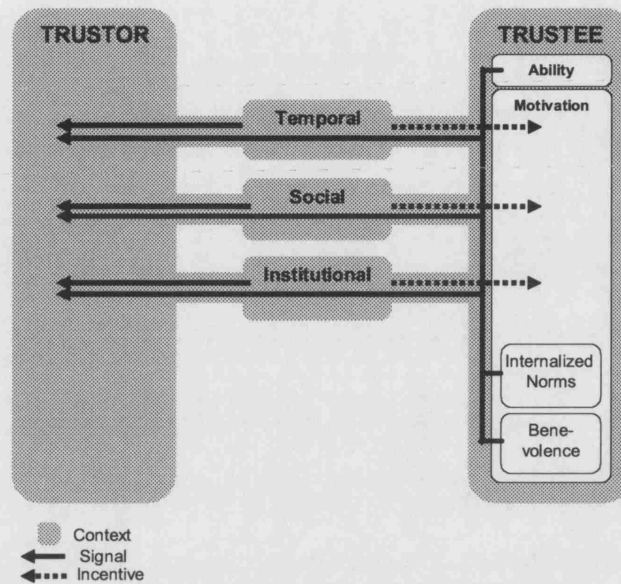 TRUSTOR
TRUSTEE
Ability
Motivation
Temporal
Social
Institutional
Internalized
Norms
Bene-
volence
Context
Signal
Incentive